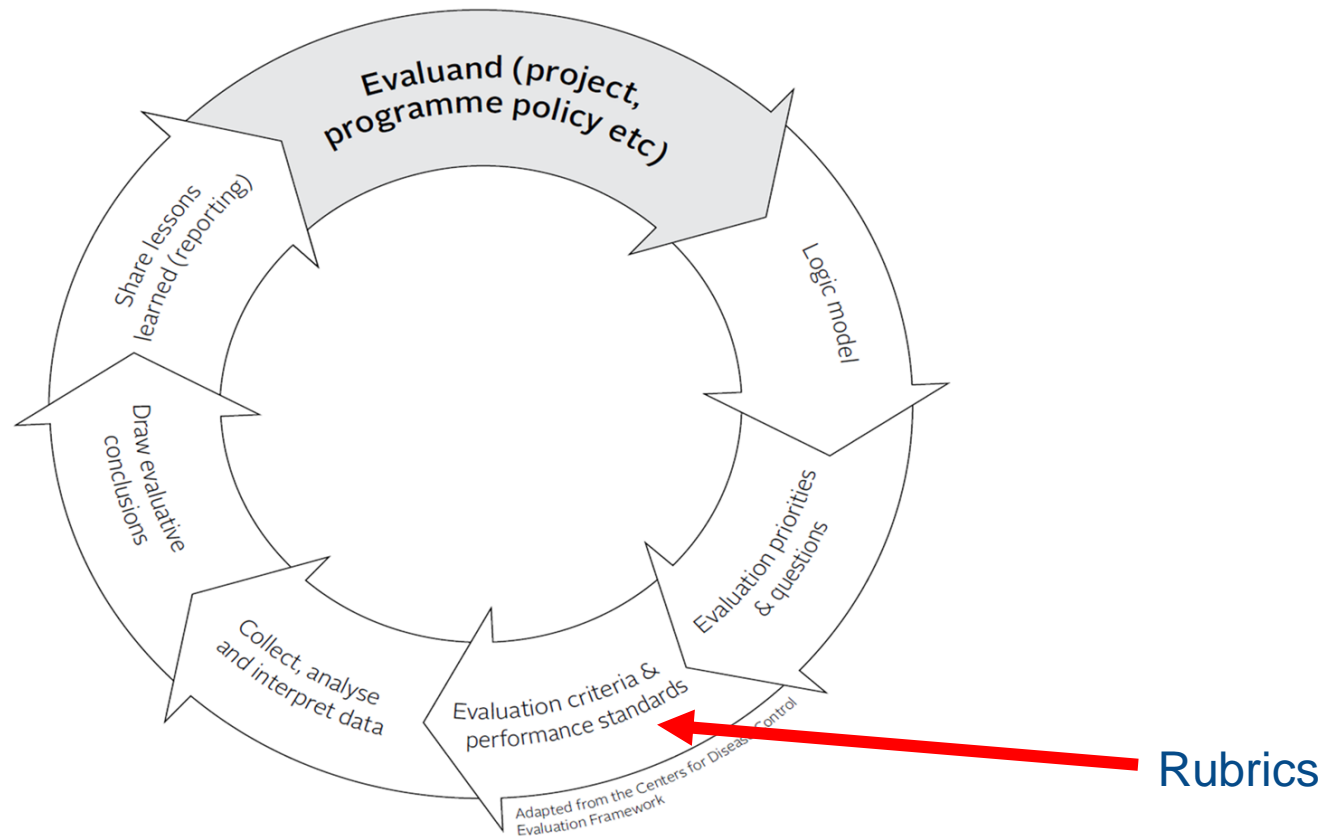 Evaluand (project,
programme policy etc)
Logic model
Evaluation priorities
& questions
Evaluation criteria &
performance standards
Adapted from the Centers for Disease Control
Evaluation Framework
Rubrics
Collect, analyse
and interpret data
Draw evaluative
conclusions
Share lessons
learned (reporting)